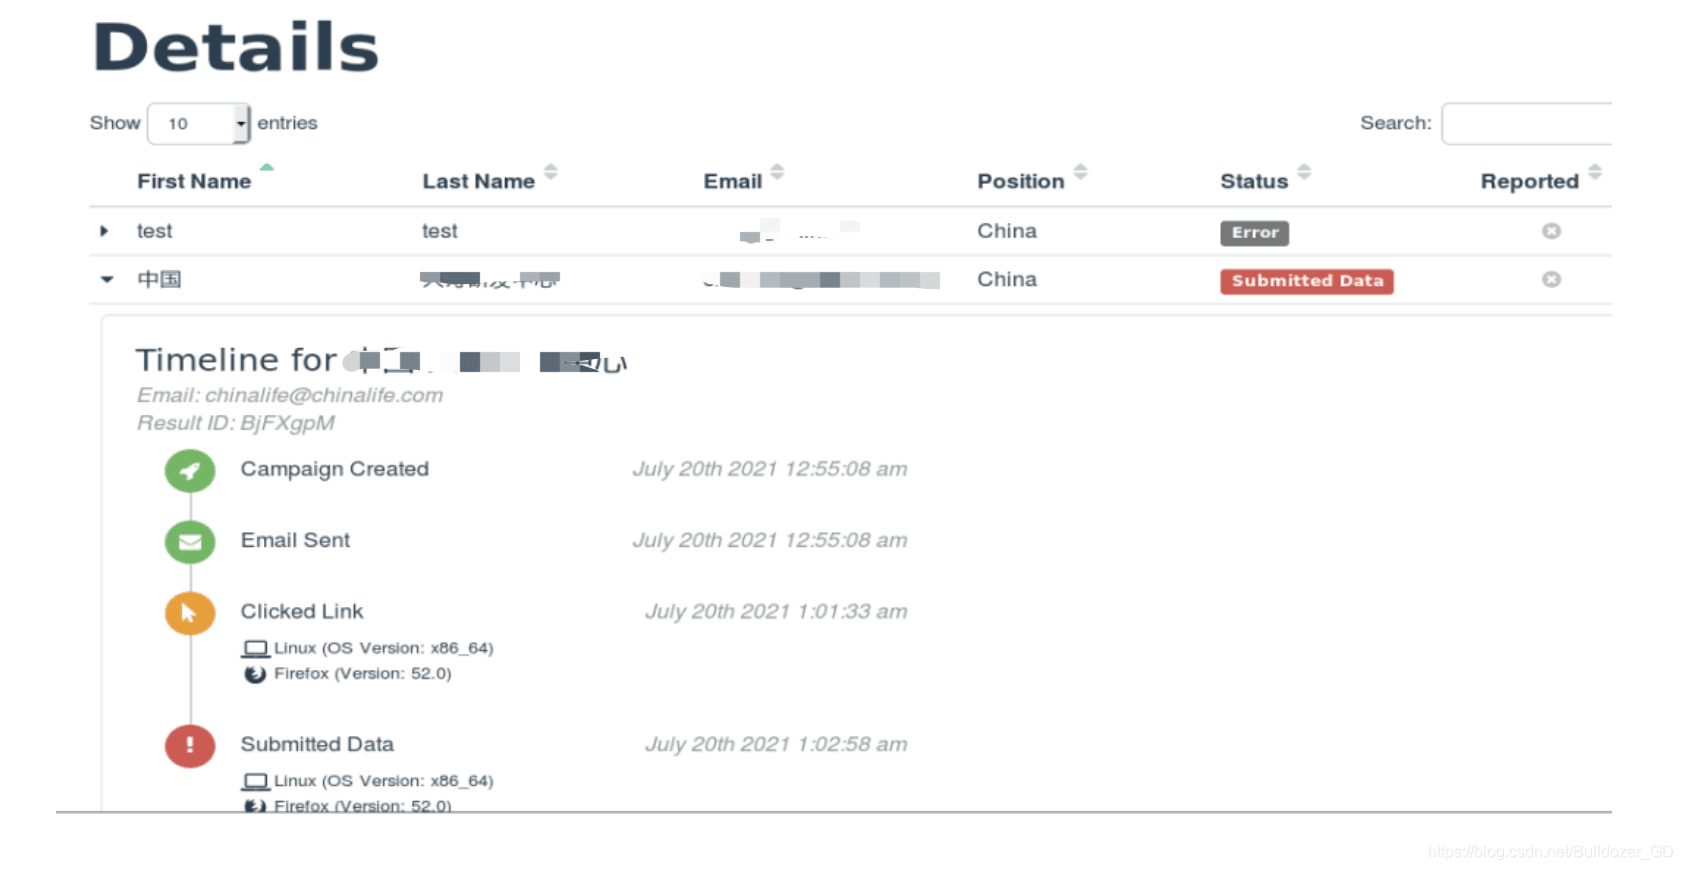 Details
Show 10 entries Search:
First Name Last Name Email Position Status Reported
test test China Error
中国 China Submitted Data
Timeline for
Email: chinalife@chinalife.com
Result ID: BjFXgpM
Campaign Created July 20th 2021 12:55:08 am
Email Sent July 20th 2021 12:55:08 am
Clicked Link July 20th 2021 1:01:33 am
Linux (OS Version: x86_64)
Firefox (Version: 52.0)
Submitted Data July 20th 2021 1:02:58 am
Linux (OS Version: x86_64)
Firefox (Version: 52.0)
https://blog.csdn.net/Bulldozer_GD